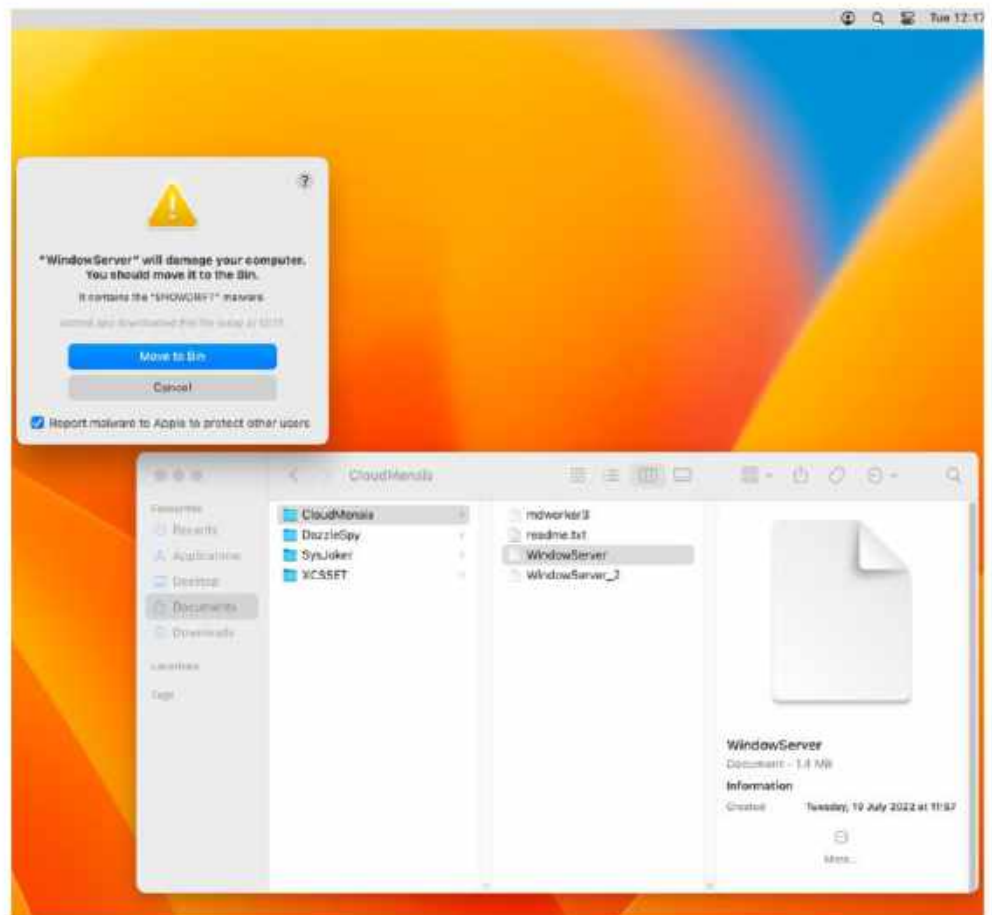 Tue 12:17
?
"WindowServer" will damage your computer.
You should move it to the Bin.
It contains the malware.
Move to Bin
Cancel
Report malware to Apple to protect other users
CloudMensis
Favourites
Recents
Applications
Desktop
Documents
Downloads
Locations
Tags
CloudMensis
DazzleSpy
SysJoker
XCSSET
mdworker3
readme.txt
WindowServer
WindowServer_2
WindowServer
Document - 1.4 MB
Information
Created Tuesday, 19 July 2022 at 11:57
More...